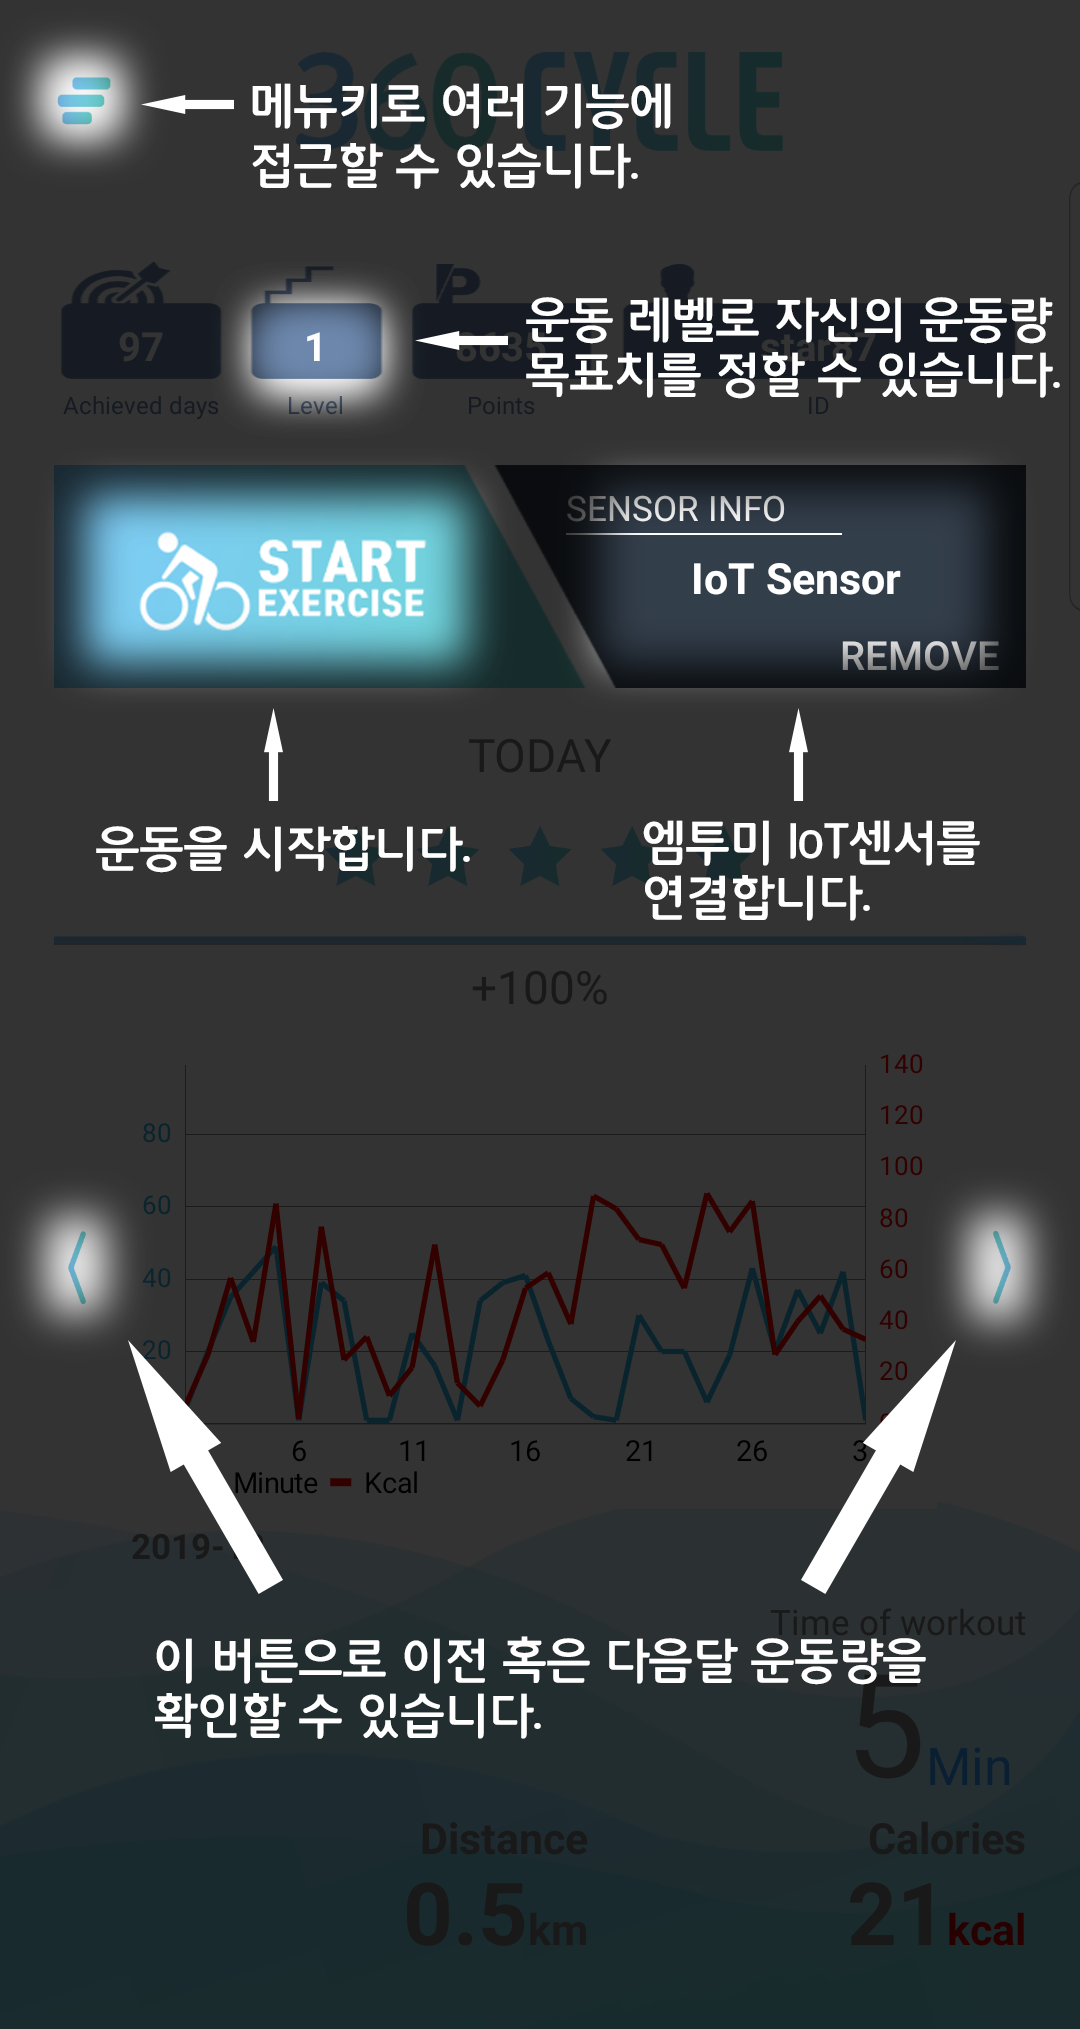 360 CYCLE
메뉴키로 여러 기능에
접근할 수 있습니다.
97
1
8635
star37
운동 레벨로 자신의 운동량
목표치를 정할 수 있습니다.
Achieved days
Level
Points
ID
START
EXERCISE
SENSOR INFO
IoT Sensor
REMOVE
TODAY
운동을 시작합니다.
엠투미 IoT센서를
연결합니다.
+100%
140
120
100
80
60
40
20
80
60
40
20
6
11
16
21
26
Minute
Kcal
2019-
Time of workout
이 버튼으로 이전 혹은 다음달 운동량을
확인할 수 있습니다.
5 Min
Distance
Calories
0.5km
21kcal